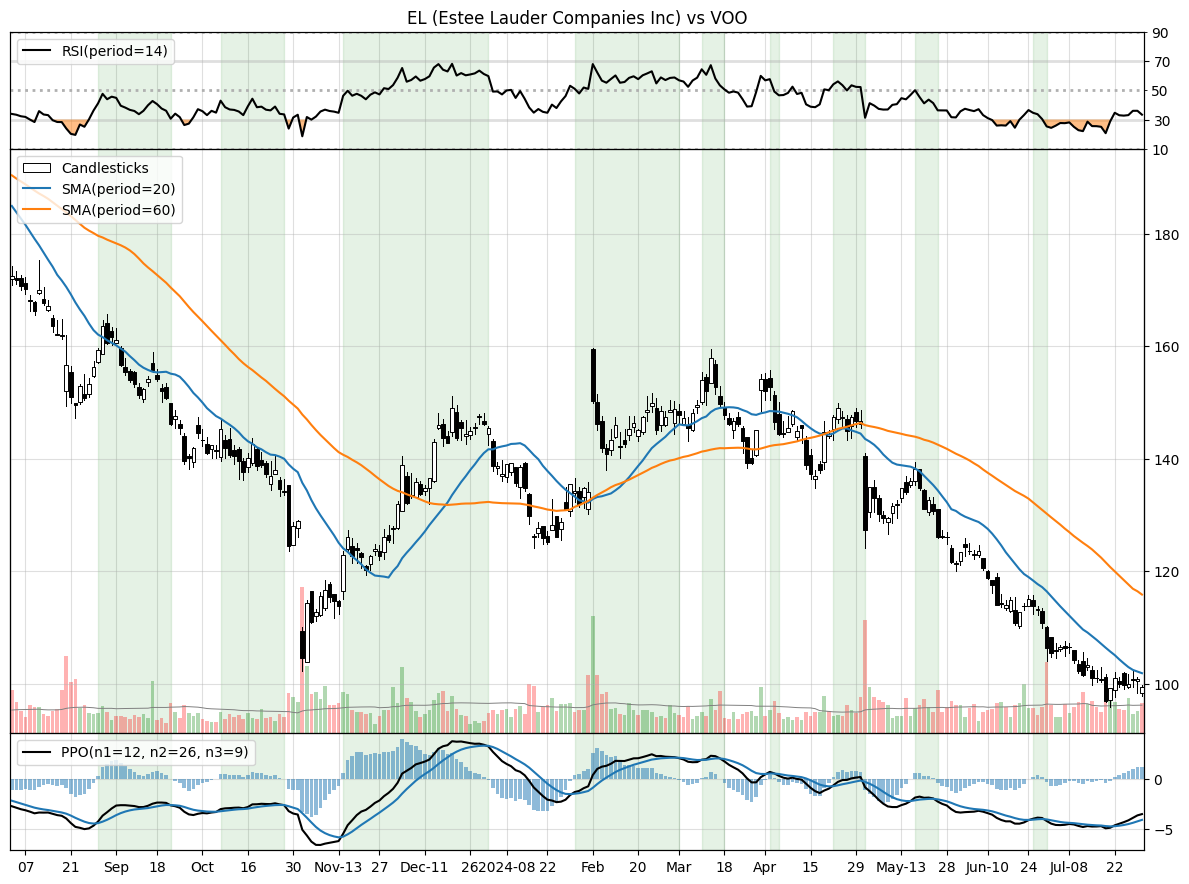 EL (Estee Lauder Companies Inc) vs VOO
RSI(period=14)
90
70
50
30
10
Candlesticks
SMA(period=20)
SMA(period=60)
180
160
140
120
100
PPO(n1=12, n2=26, n3=9)
0
−5
07 21 Sep 18 Oct 16 30 Nov-13 27 Dec-11 26 2024-08 22 Feb 20 Mar 18 Apr 15 29 May-13 28 Jun-10 24 Jul-08 22